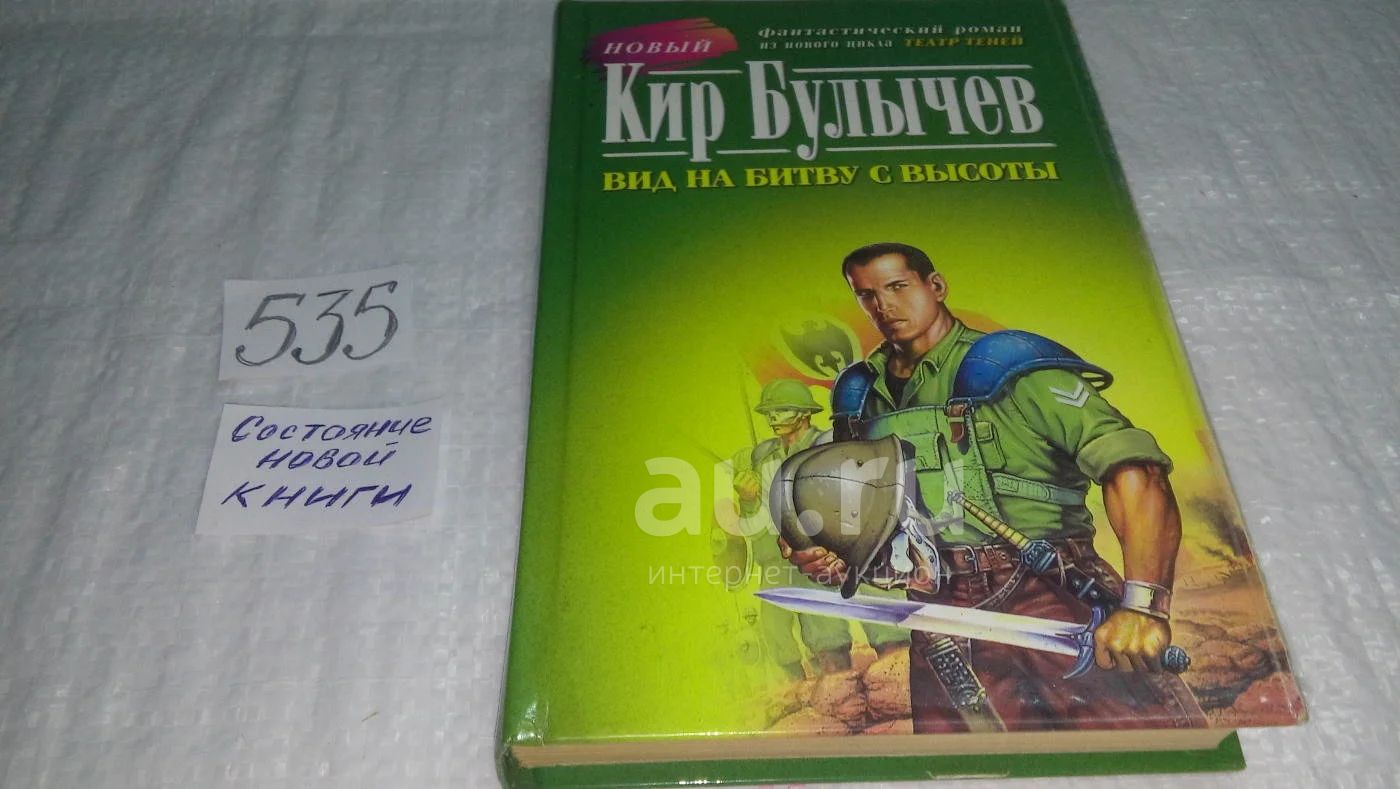 НОВЫЙ
фантастический роман
из нового цикла ТЕАТР ТЕНЕЙ
Кир Булычев
ВИД НА БИТВУ С ВЫСОТЫ
535
Состояние
новой
книги
au.ru
интернет-аукцион